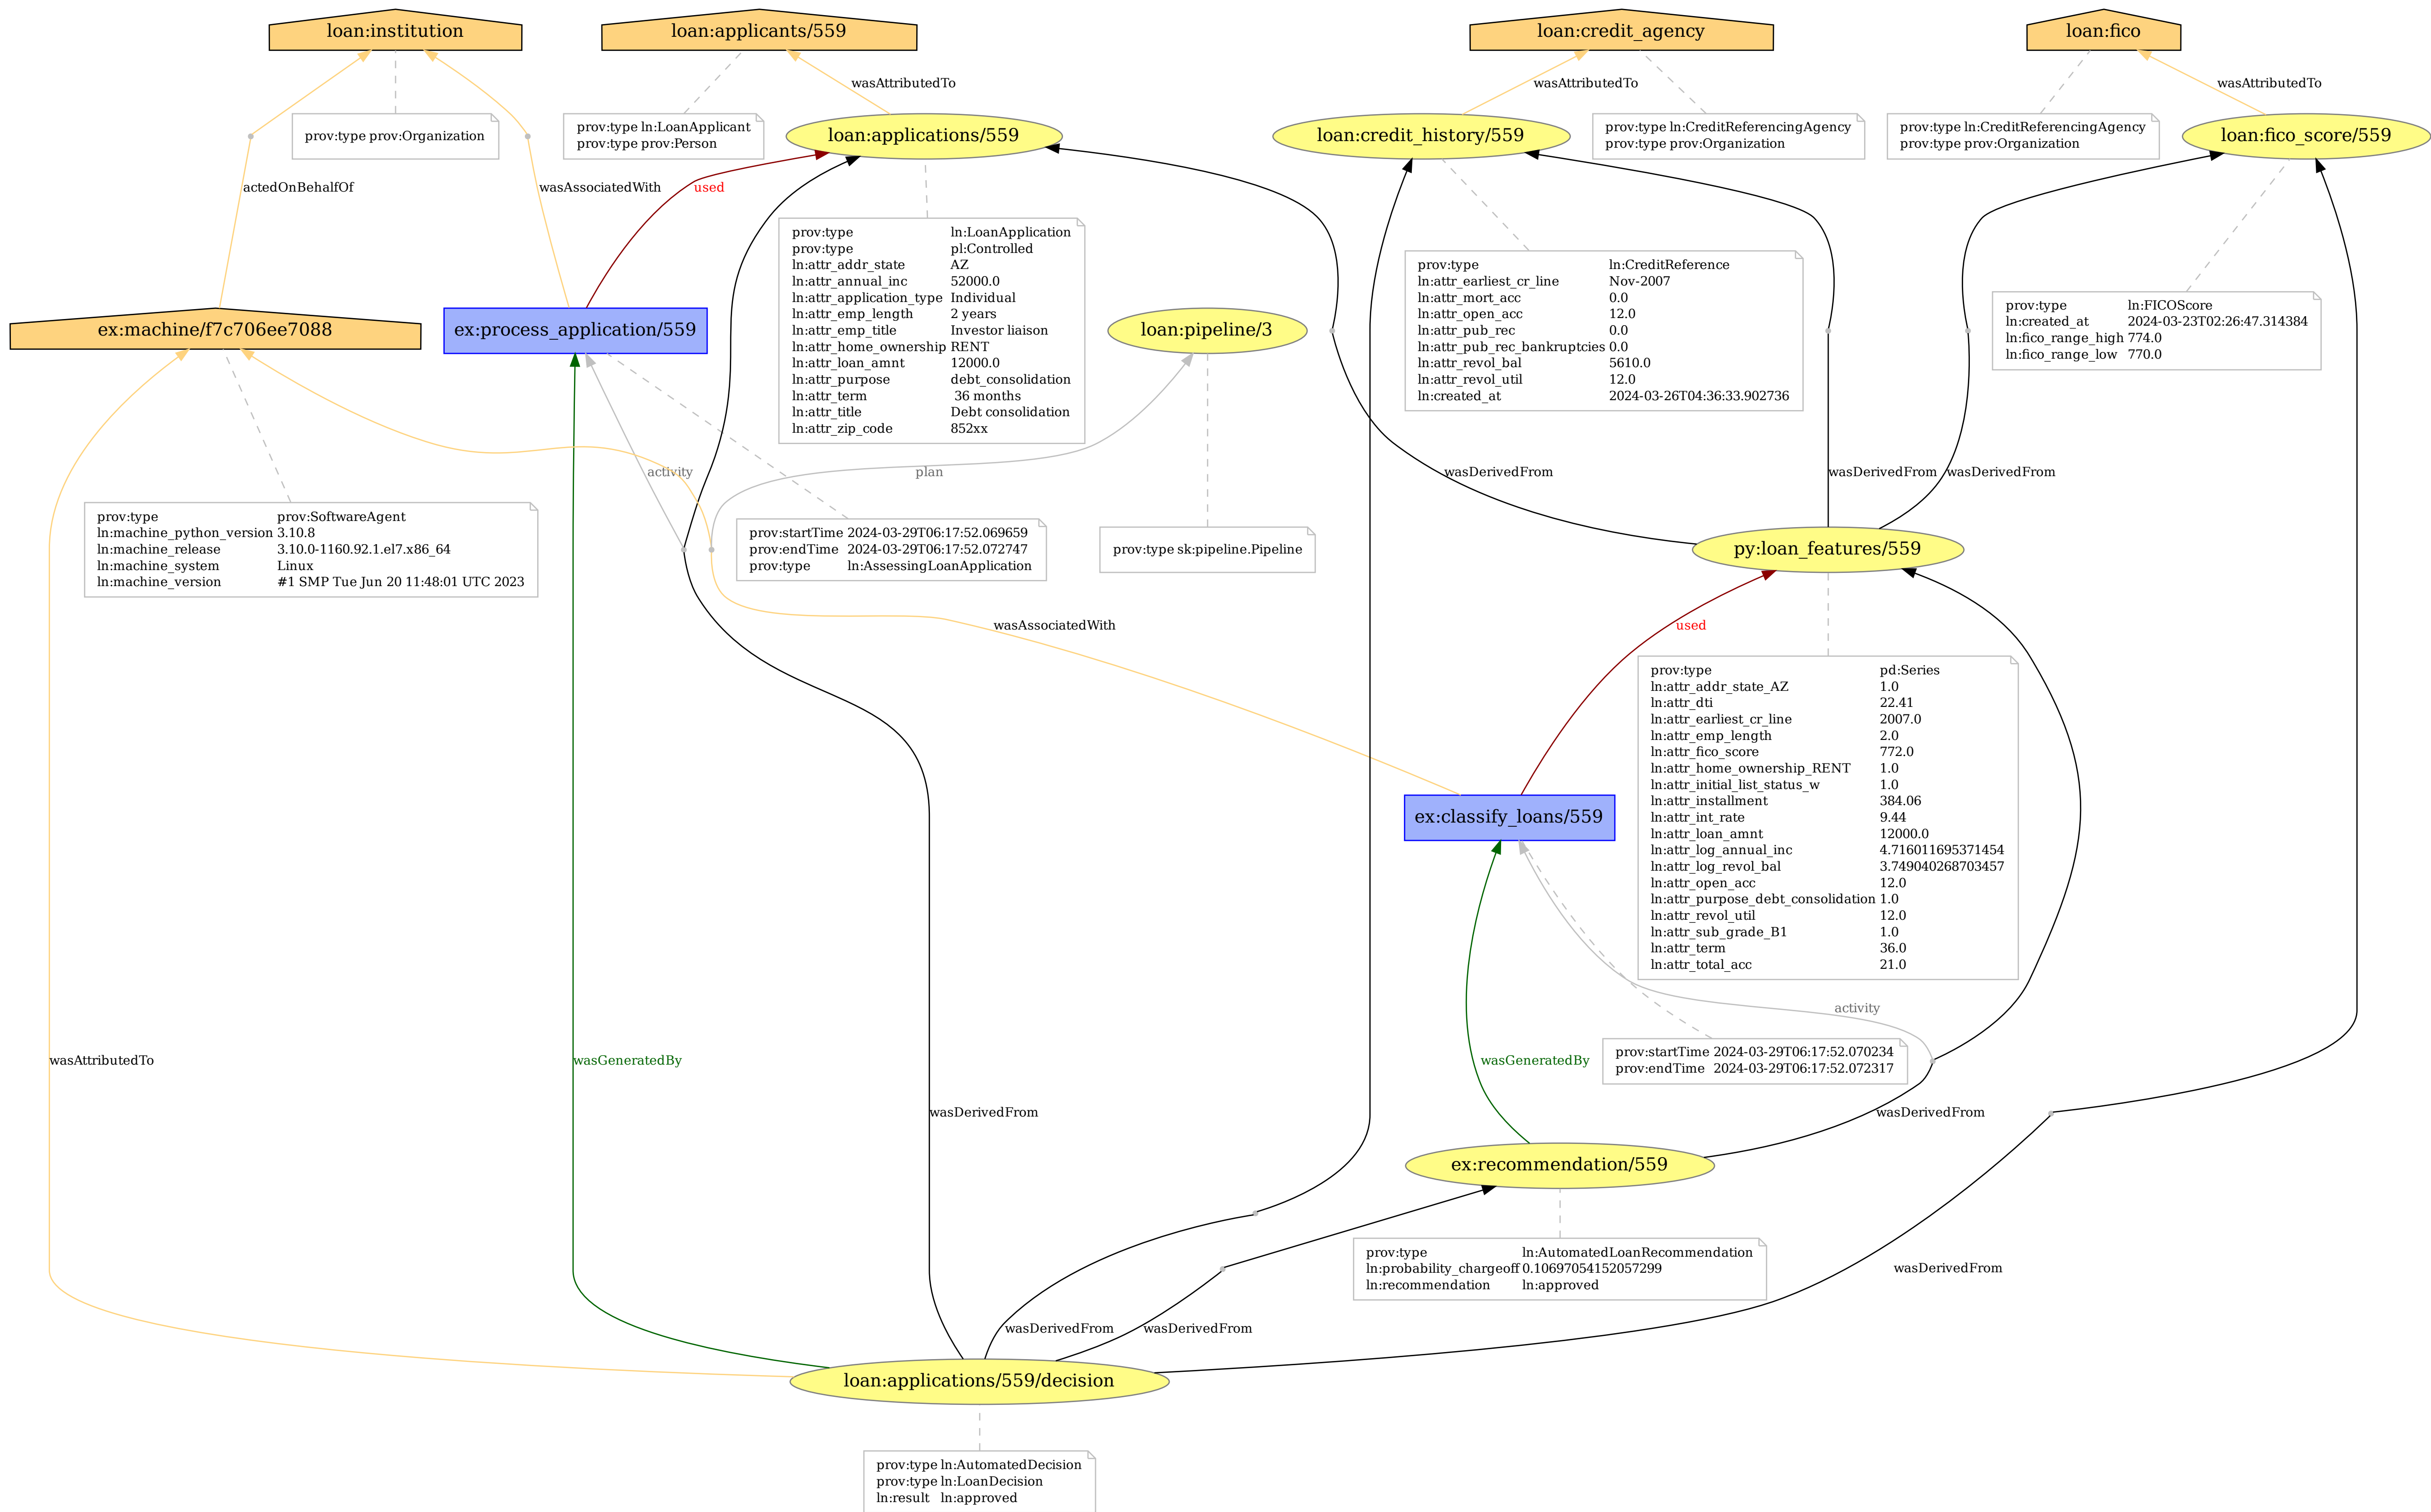 loan:institution
loan:applicants/559
loan:credit_agency
loan:fico
wasAttributedTo
wasAttributedTo
wasAttributedTo
prov:type prov:Organization
prov:type ln:LoanApplicant
prov:type prov:Person
loan:applications/559
loan:credit_history/559
prov:type ln:CreditReferencingAgency
prov:type prov:Organization
prov:type ln:CreditReferencingAgency
prov:type prov:Organization
loan:fico_score/559
actedOnBehalfOf
wasAssociatedWith
used
prov:type ln:LoanApplication
prov:type pl:Controlled
ln:attr_addr_state AZ
ln:attr_annual_inc 52000.0
ln:attr_application_type Individual
ln:attr_emp_length 2 years
ln:attr_emp_title Investor liaison
ln:attr_home_ownership RENT
ln:attr_loan_amnt 12000.0
ln:attr_purpose debt_consolidation
ln:attr_term 36 months
ln:attr_title Debt consolidation
ln:attr_zip_code 852xx
prov:type ln:CreditReference
ln:attr_earliest_cr_line Nov-2007
ln:attr_mort_acc 0.0
ln:attr_open_acc 12.0
ln:attr_pub_rec 0.0
ln:attr_pub_rec_bankruptcies 0.0
ln:attr_revol_bal 5610.0
ln:attr_revol_util 12.0
ln:created_at 2024-03-26T04:36:33.902736
prov:type ln:FICOScore
ln:created_at 2024-03-23T02:26:47.314384
ln:fico_range_high 774.0
ln:fico_range_low 770.0
ex:machine/f7c706ee7088
ex:process_application/559
loan:pipeline/3
activity
plan
wasDerivedFrom
wasDerivedFrom
wasDerivedFrom
prov:type prov:SoftwareAgent
ln:machine_python_version 3.10.8
ln:machine_release 3.10.0-1160.92.1.el7.x86_64
ln:machine_system Linux
ln:machine_version #1 SMP Tue Jun 20 11:48:01 UTC 2023
prov:startTime 2024-03-29T06:17:52.069659
prov:endTime 2024-03-29T06:17:52.072747
prov:type ln:AssessingLoanApplication
prov:type sk:pipeline.Pipeline
py:loan_features/559
wasAssociatedWith
used
prov:type pd:Series
ln:attr_addr_state_AZ 1.0
ln:attr_dti 22.41
ln:attr_earliest_cr_line 2007.0
ln:attr_emp_length 2.0
ln:attr_fico_score 772.0
ln:attr_home_ownership_RENT 1.0
ln:attr_initial_list_status_w 1.0
ln:attr_installment 384.06
ln:attr_int_rate 9.44
ln:attr_loan_amnt 12000.0
ln:attr_log_annual_inc 4.716011695371454
ln:attr_log_revol_bal 3.749040268703457
ln:attr_open_acc 12.0
ln:attr_purpose_debt_consolidation 1.0
ln:attr_revol_util 12.0
ln:attr_sub_grade_B1 1.0
ln:attr_term 36.0
ln:attr_total_acc 21.0
ex:classify_loans/559
activity
wasAttributedTo
wasGeneratedBy
wasGeneratedBy
prov:startTime 2024-03-29T06:17:52.070234
prov:endTime 2024-03-29T06:17:52.072317
wasDerivedFrom
wasDerivedFrom
ex:recommendation/559
prov:type ln:AutomatedLoanRecommendation
ln:probability_chargeoff 0.10697054152057299
ln:recommendation ln:approved
wasDerivedFrom
wasDerivedFrom
wasDerivedFrom
loan:applications/559/decision
prov:type ln:AutomatedDecision
prov:type ln:LoanDecision
ln:result ln:approved